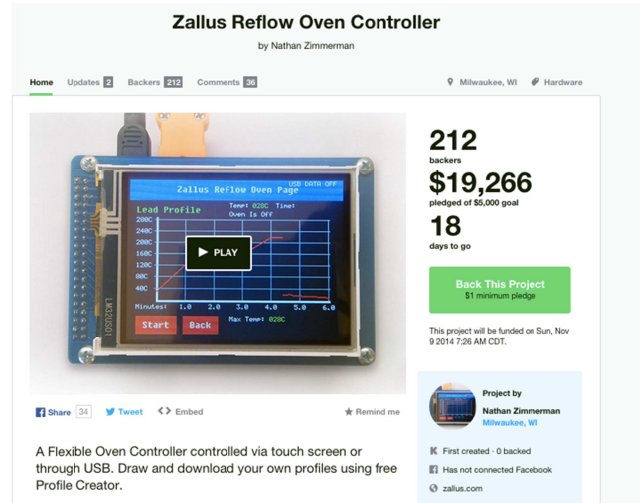 Zallus Reflow Oven Controller
by Nathan Zimmerman
Home Updates 2 Backers 212 Comments 36 Milwaukee, WI Hardware
USB DATA OFF
Zallus Reflow Oven Page
Lead Profile Temp: 028C Time:
Oven Is Off
280C
240C
200C
160C
120C
80C
40C
PLAY
Minutes: 1.0 2.0 3.0 4.0 5.0 6.0
Start Back Max Temp: 028C
LM32US01
212
backers
$19,266
pledged of $5,000 goal
18
days to go
Back This Project
$1 minimum pledge
This project will be funded on Sun, Nov
9 2014 7:26 AM CDT.
Share 34 Tweet Embed Remind me
Project by
Nathan Zimmerman
Milwaukee, WI
First created · 0 backed
Has not connected Facebook
zallus.com
A Flexible Oven Controller controlled via touch screen or
through USB. Draw and download your own profiles using free
Profile Creator.